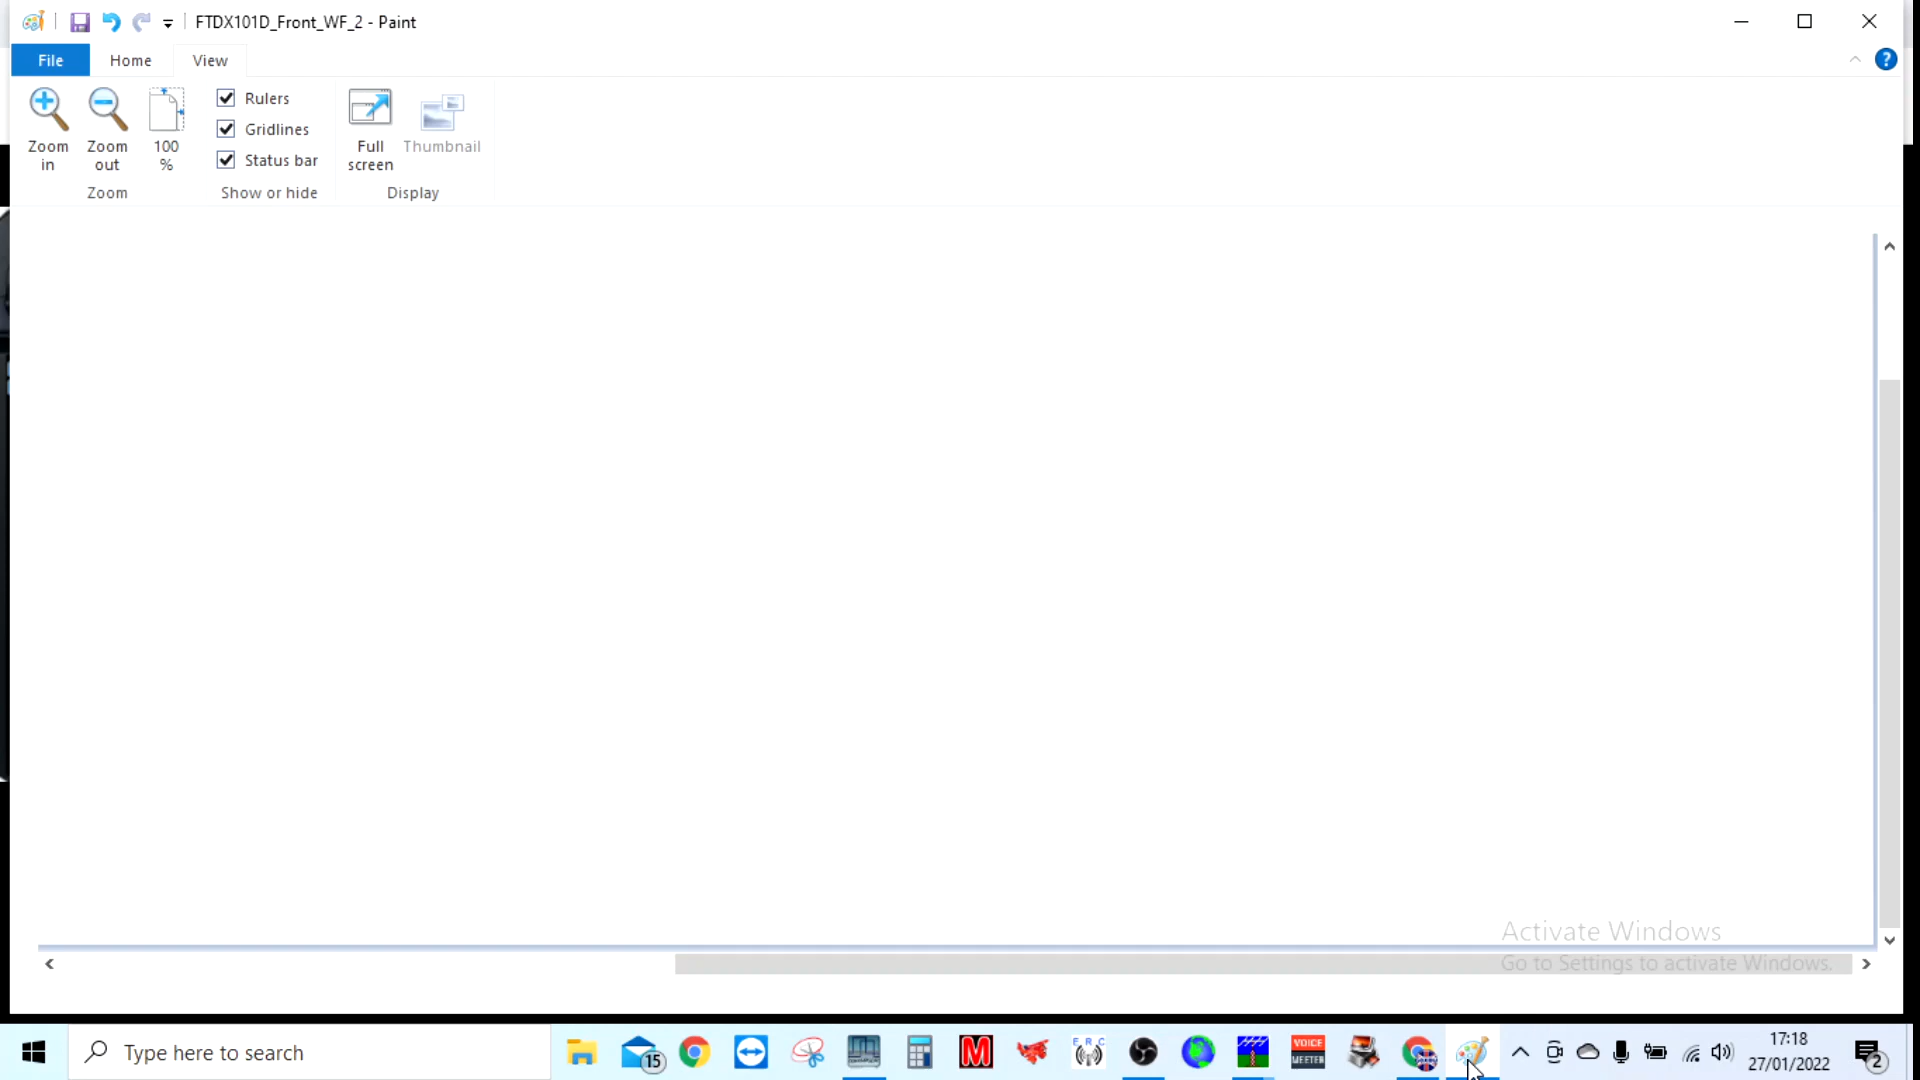 FTDX101D_Front_WF_2 - Paint
File Home View
Zoom in
Zoom out
100 %
Rulers
Gridlines
Status bar
Full screen
Thumbnail
Zoom
Show or hide
Display
Activate Windows
Go to Settings to activate Windows.
Type here to search
15
M
E R C
VOICE
MEETER
17:18
27/01/2022
2